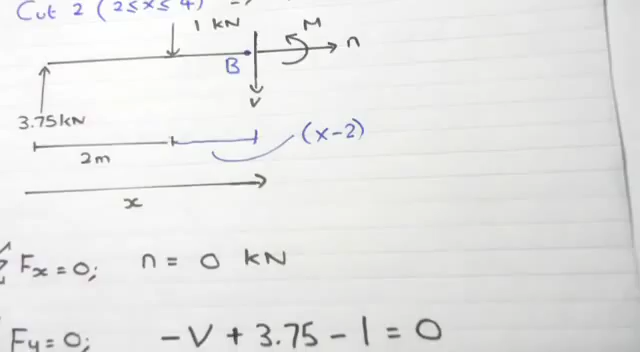 Cut 2 (2≤x≤4)
1 kN
M
n
B
V
3.75kN
(x-2)
2m
x
Fx=0; n = 0 kN
Fy=0; -V + 3.75 - 1 = 0